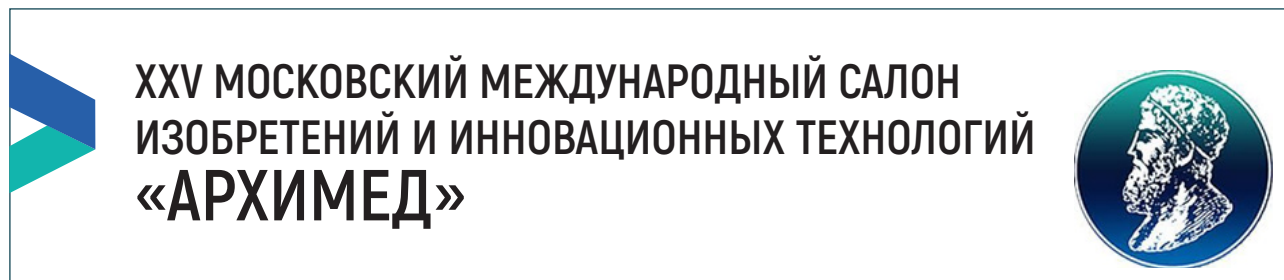 XXV МОСКОВСКИЙ МЕЖДУНАРОДНЫЙ САЛОН
ИЗОБРЕТЕНИЙ И ИННОВАЦИОННЫХ ТЕХНОЛОГИЙ
«АРХИМЕД»